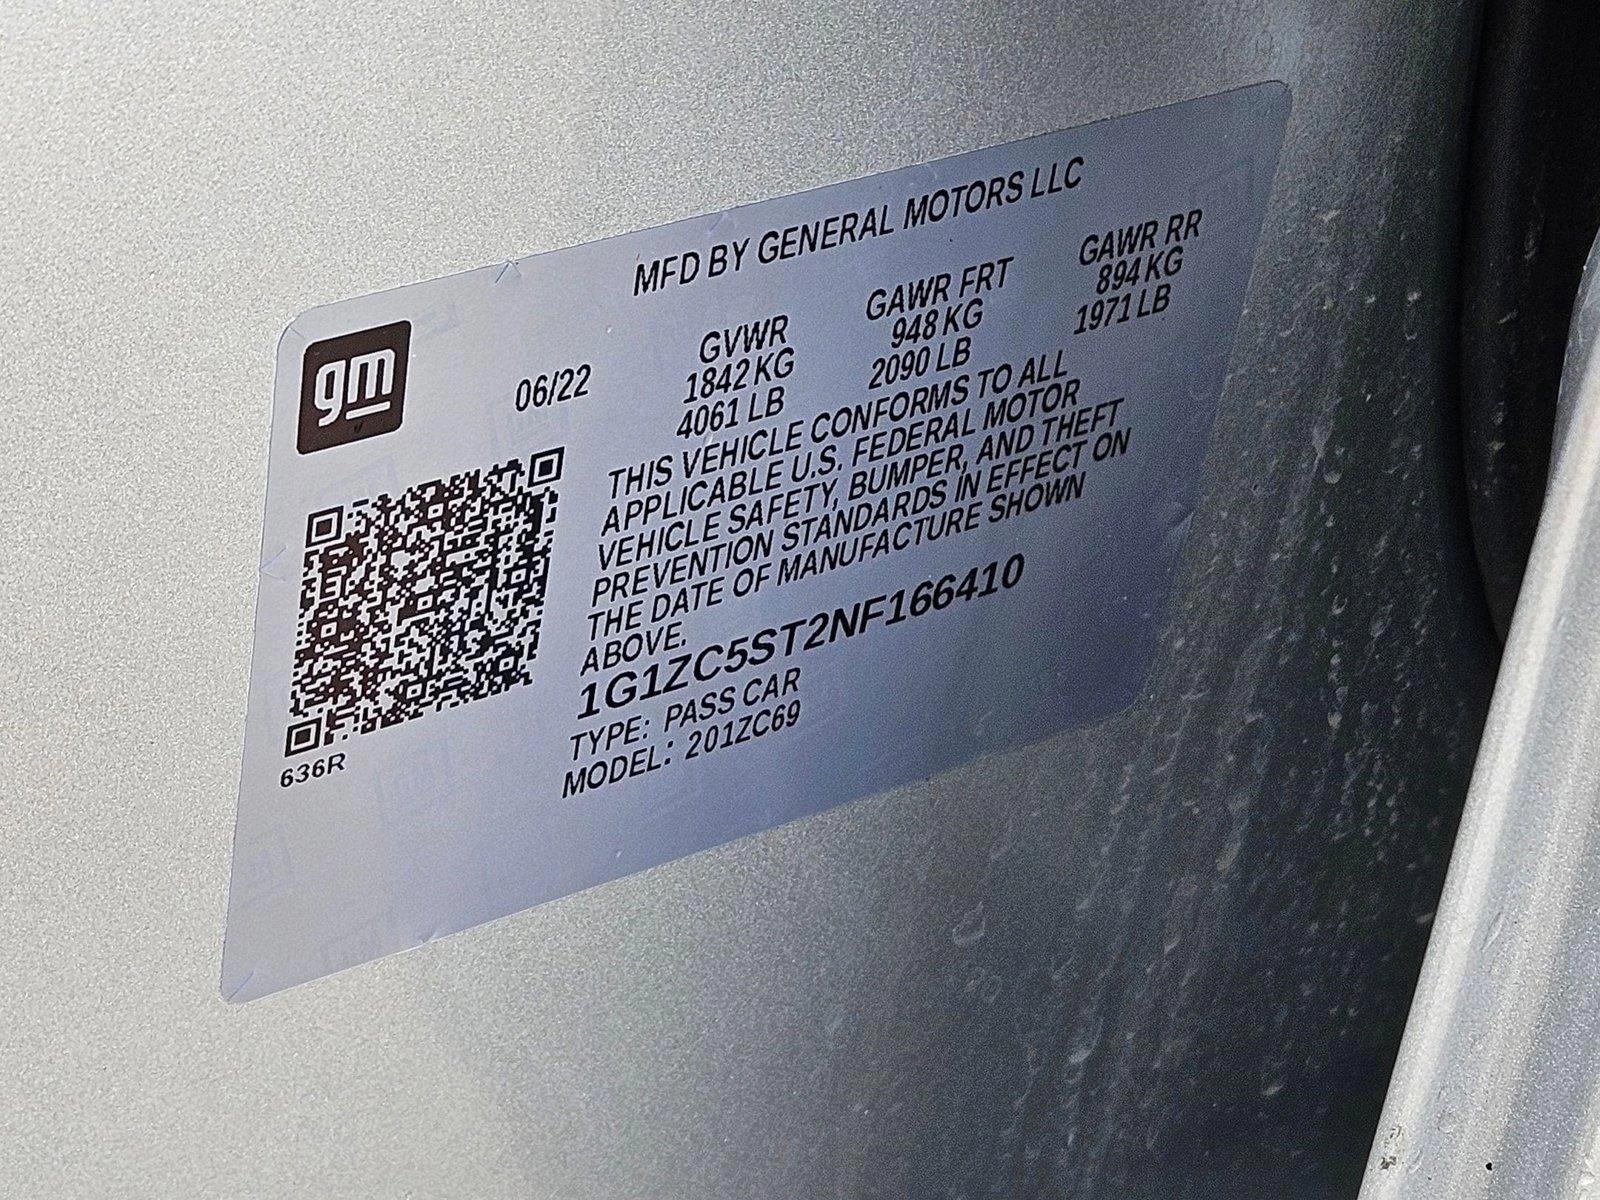 MFD BY GENERAL MOTORS LLC
gm
06/22
GVWR GAWR FRT GAWR RR
1842 KG 948 KG 894 KG
4061 LB 2090 LB 1971 LB
THIS VEHICLE CONFORMS TO ALL
APPLICABLE U.S. FEDERAL MOTOR
VEHICLE SAFETY, BUMPER, AND THEFT
PREVENTION STANDARDS IN EFFECT ON
THE DATE OF MANUFACTURE SHOWN
ABOVE.
1G1ZC5ST2NF166410
TYPE: PASS CAR
MODEL: 201ZC69
636R